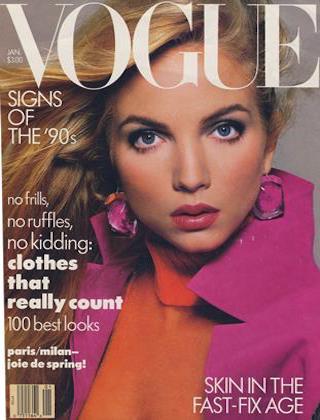 VOGUE
JAN.
$3.00
SIGNS
OF
THE '90s
no frills,
no ruffles,
no kidding:
clothes
that
really count
100 best looks
paris/milan—
joie de spring!
SKIN IN THE
FAST-FIX AGE